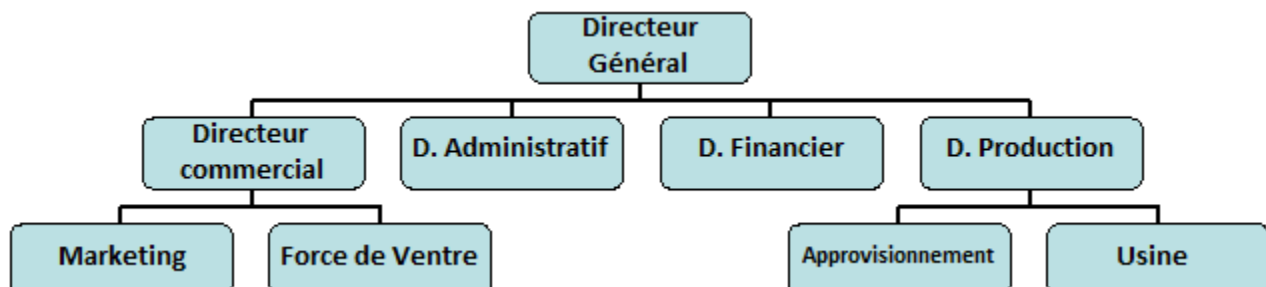 Directeur
Général
Directeur
commercial
D. Administratif
D. Financier
D. Production
Marketing
Force de Ventre
Approvisionnement
Usine